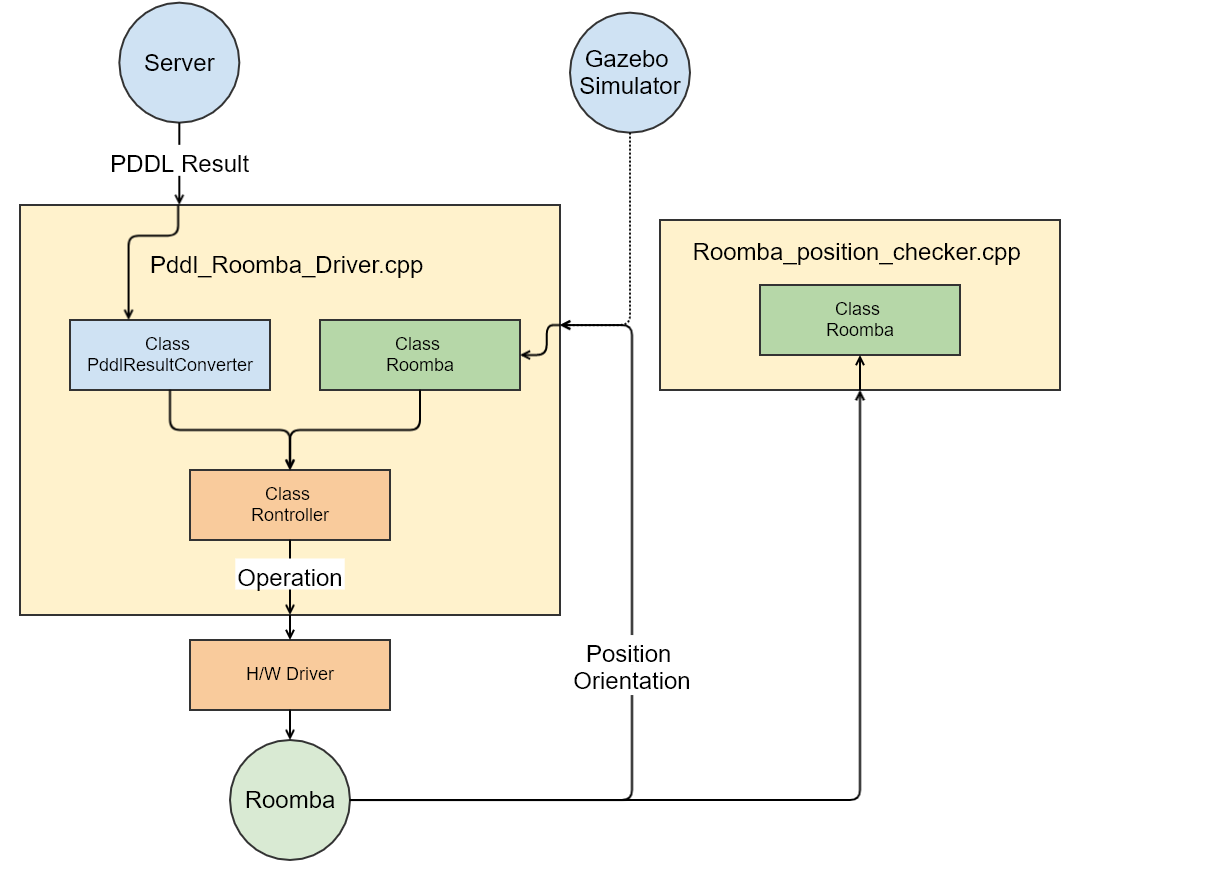 Server
Gazebo
Simulator
PDDL Result
Pddl_Roomba_Driver.cpp
Roomba_position_checker.cpp
Class
Roomba
Class
PddlResultConverter
Class
Roomba
Class
Rontroller
Operation
H/W Driver
Position
Orientation
Roomba